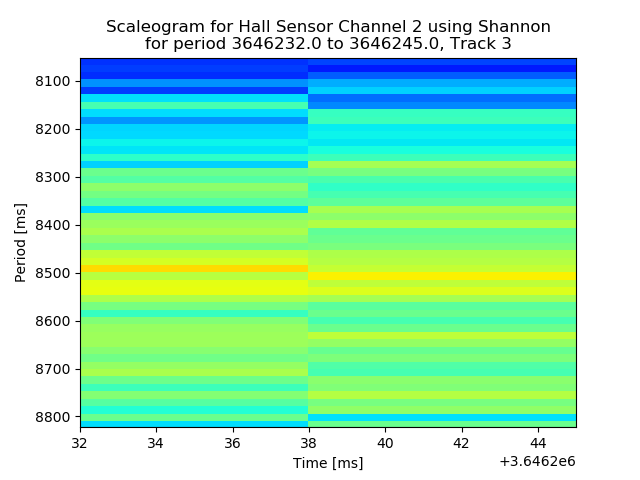 Scaleogram for Hall Sensor Channel 2 using Shannon
for period 3646232.0 to 3646245.0, Track 3
Period [ms]
8100
8200
8300
8400
8500
8600
8700
8800
32 34 36 38 40 42 44
Time [ms]
+3.6462e6